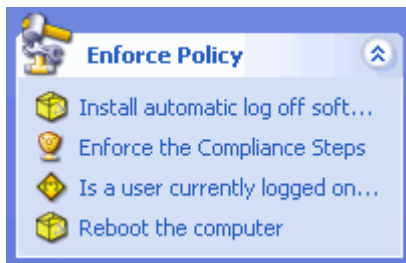 Enforce Policy
Install automatic log off soft...
Enforce the Compliance Steps
Is a user currently logged on...
Reboot the computer